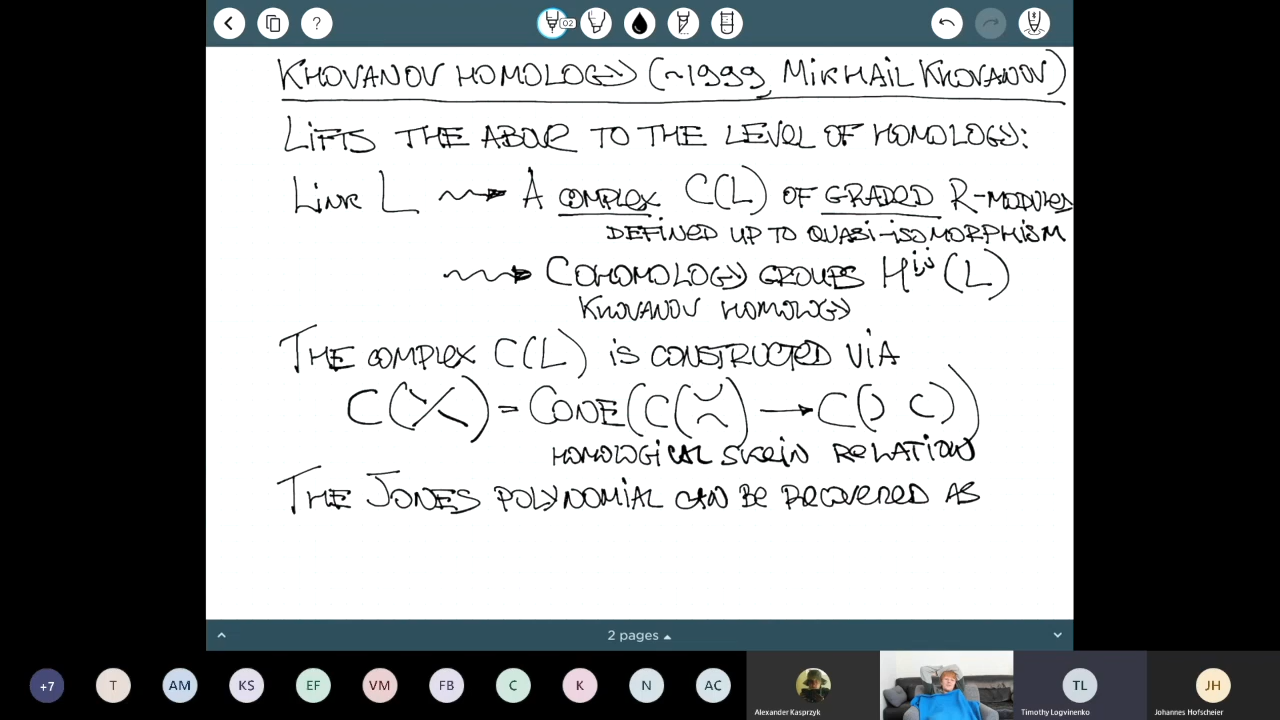 ?
02
KHOVANOV HOMOLOGY (~1999, MIKHAIL KHOVANOV)
LIFTS THE ABOVE TO THE LEVEL OF HOMOLOGY:
LINK L ⇝ A COMPLEX C(L) OF GRADED R-MODULES
DEFINED UP TO QUASI-ISOMORPHISM
⇝ COHOMOLOGY GROUPS H^{i,j}(L)
KHOVANOV HOMOLOGY
THE COMPLEX C(L) IS CONSTRUCTED VIA
C(X) = CONE(C(≍) → C()())
HOMOLOGICAL SKEIN RELATION
THE JONES POLYNOMIAL CAN BE RECOVERED AS
2 pages
+7 T AM KS EF VM FB C K N AC TL JH
Alexander Kasprzyk Timothy Logvinenko Johannes Hofscheier